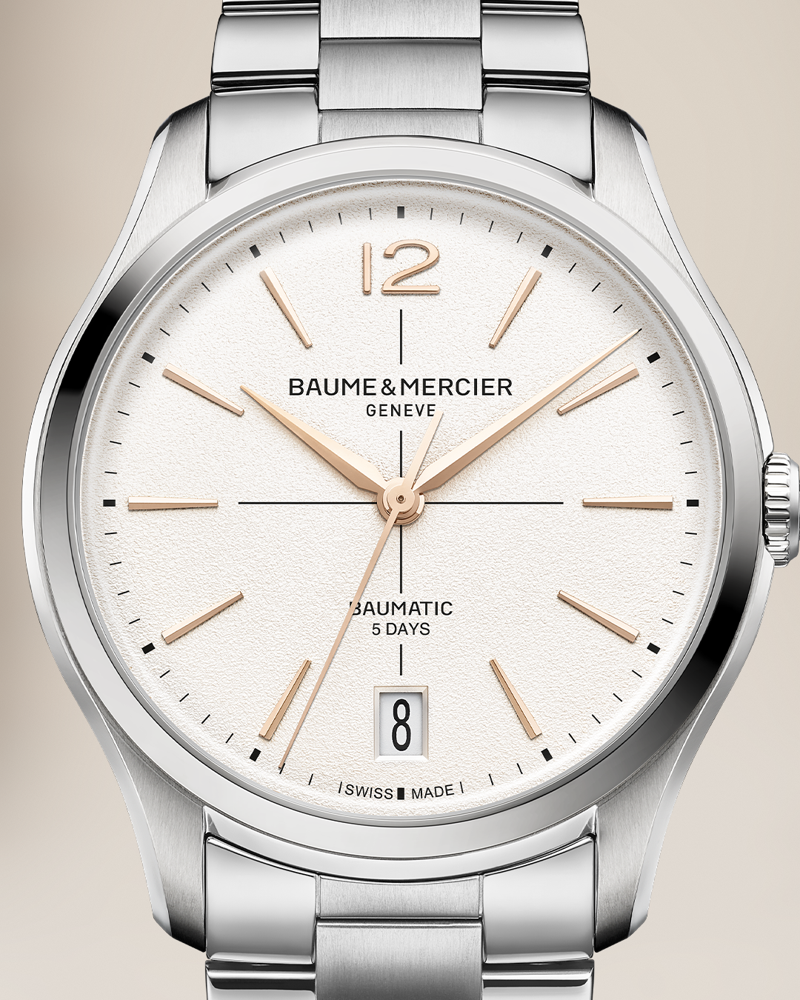 12
BAUME & MERCIER
GENEVE
BAUMATIC
5 DAYS
8
SWISS MADE